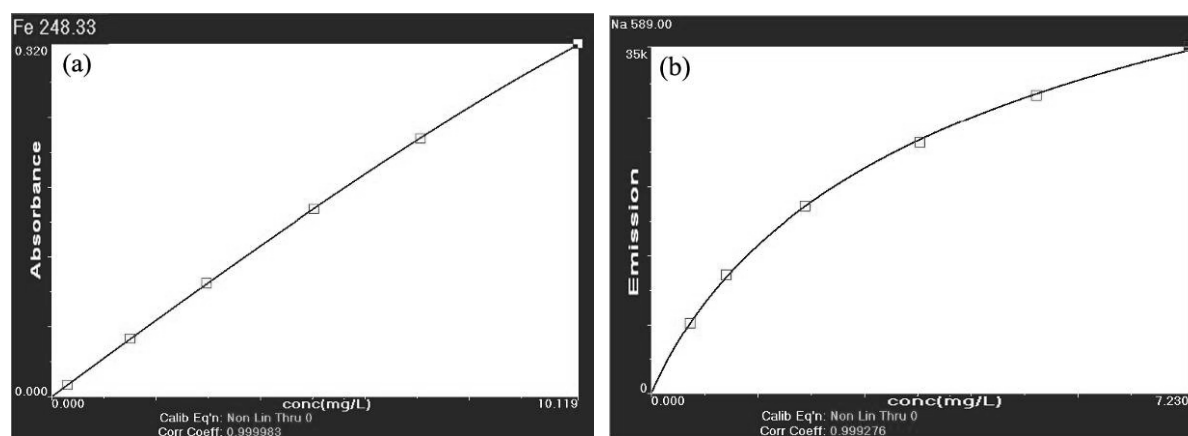 Fe 248.33
(a)
0.320
Absorbance
0.000
0.000 conc(mg/L) 10.119
Calib Eq'n: Non Lin Thru 0
Corr Coeff: 0.999983
Na 589.00
(b)
35k
Emission
0
0.000 conc(mg/L) 7.230
Calib Eq'n: Non Lin Thru 0
Corr Coeff: 0.999276